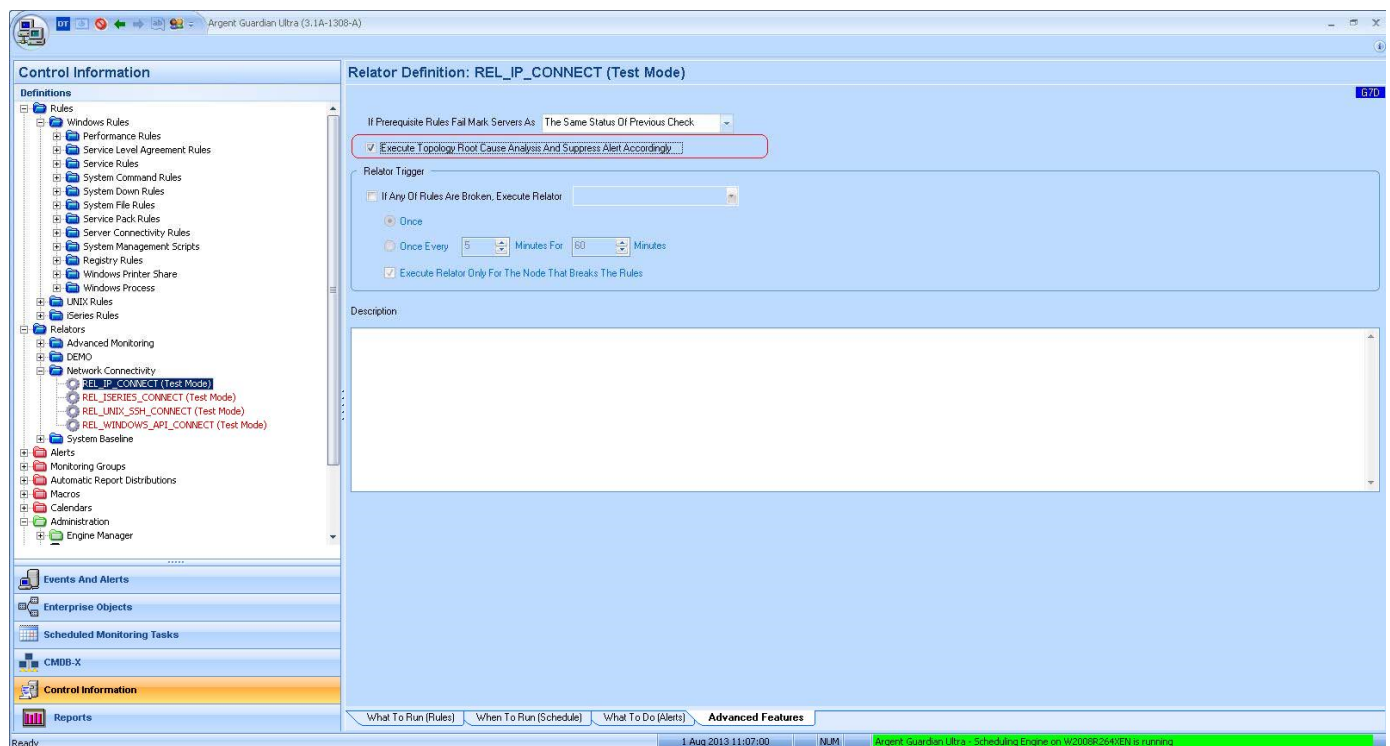 DT
ab
Argent Guardian Ultra (3.1A-1308-A)
Control Information
Definitions
Rules
Windows Rules
Performance Rules
Service Level Agreement Rules
Service Rules
System Command Rules
System Down Rules
System File Rules
Service Pack Rules
Server Connectivity Rules
System Management Scripts
Registry Rules
Windows Printer Share
Windows Process
UNIX Rules
iSeries Rules
Relators
Advanced Monitoring
DEMO
Network Connectivity
REL_IP_CONNECT (Test Mode)
REL_ISERIES_CONNECT (Test Mode)
REL_UNIX_SSH_CONNECT (Test Mode)
REL_WINDOWS_API_CONNECT (Test Mode)
System Baseline
Alerts
Monitoring Groups
Automatic Report Distributions
Macros
Calendars
Administration
Engine Manager
Events And Alerts
Enterprise Objects
Scheduled Monitoring Tasks
CMDB-X
Control Information
Reports
Relator Definition: REL_IP_CONNECT (Test Mode)
G7D
If Prerequisite Rules Fail Mark Servers As The Same Status Of Previous Check
Execute Topology Root Cause Analysis And Suppress Alert Accordingly
Relator Trigger
If Any Of Rules Are Broken, Execute Relator
Once
Once Every 5 Minutes For 60 Minutes
Execute Relator Only For The Node That Breaks The Rules
Description
What To Run (Rules) When To Run (Schedule) What To Do (Alerts) Advanced Features
Ready 1 Aug 2013 11:07:00 NUM Argent Guardian Ultra - Scheduling Engine on W2008R264XEN is running